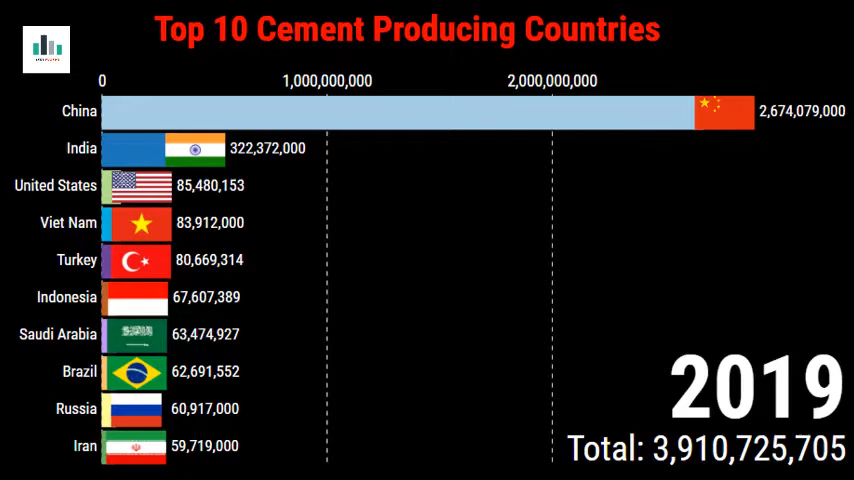 Top 10 Cement Producing Countries
0 1,000,000,000 2,000,000,000
China 2,674,079,000
India 322,372,000
United States 85,480,153
Viet Nam 83,912,000
Turkey 80,669,314
Indonesia 67,607,389
Saudi Arabia 63,474,927
Brazil 62,691,552
Russia 60,917,000
Iran 59,719,000
2019
Total: 3,910,725,705